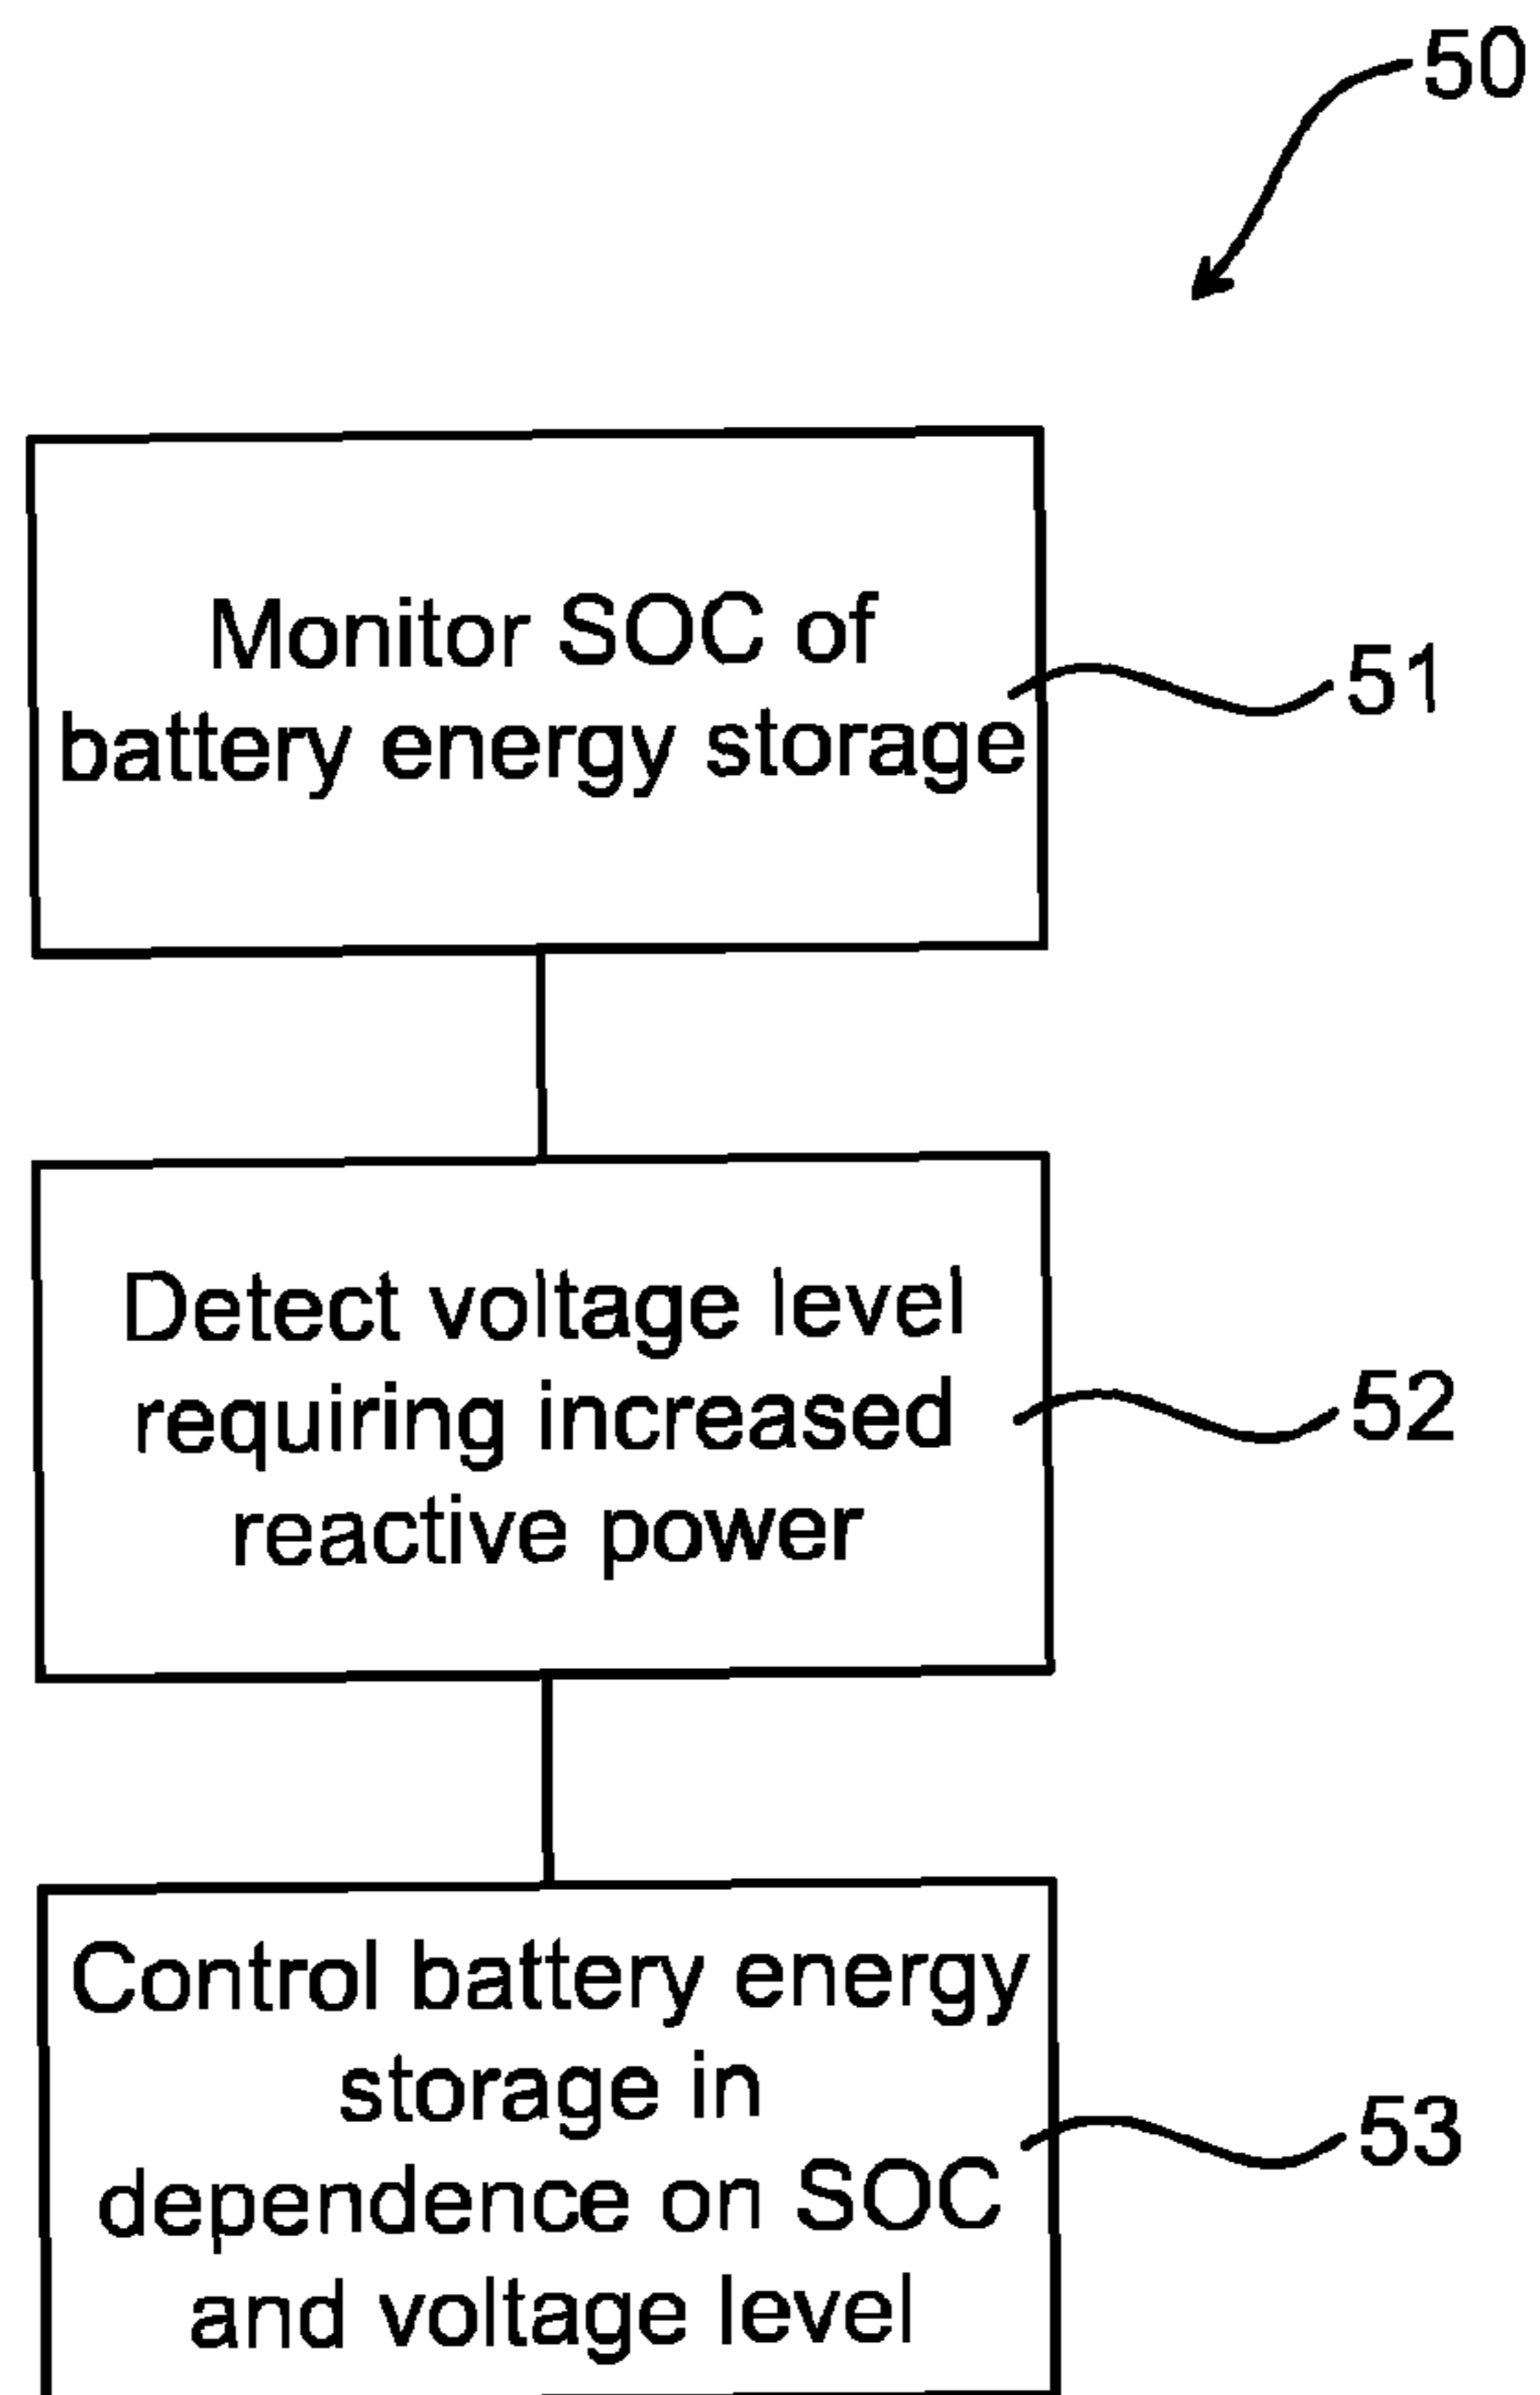 50
Monitor SOC of
battery energy storage
51
Detect voltage level
requiring increased
reactive power
52
Control battery energy
storage in
dependence on SOC
and voltage level
53